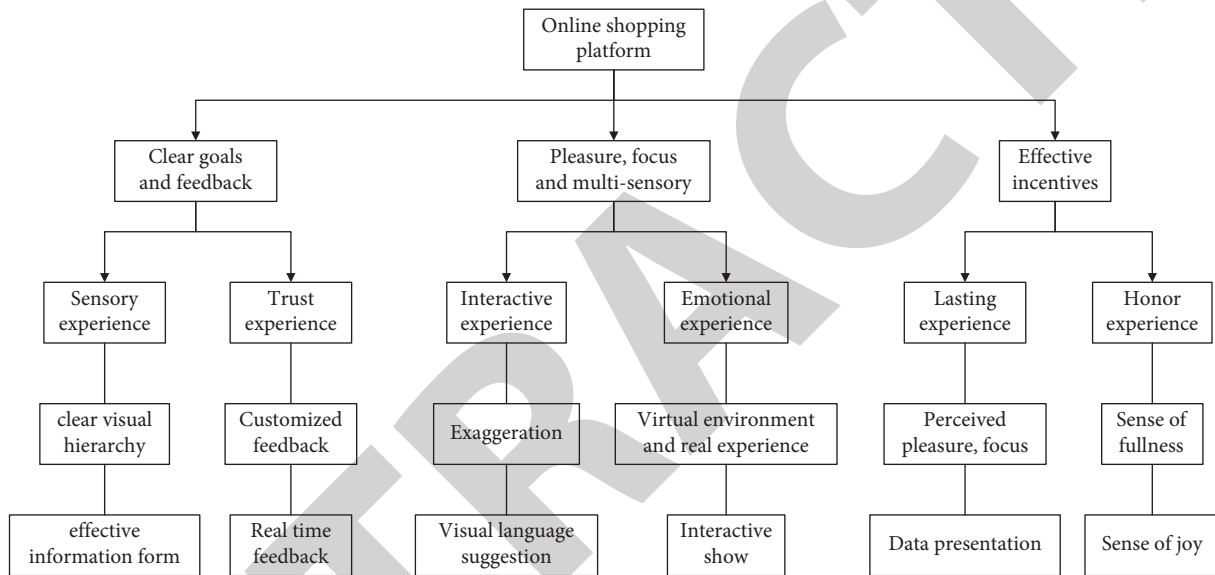 Online shopping
platform
Clear goals
and feedback
Pleasure, focus
and multi-sensory
Effective
incentives
Sensory
experience
Trust
experience
Interactive
experience
Emotional
experience
Lasting
experience
Honor
experience
clear visual
hierarchy
Customized
feedback
Exaggeration
Virtual environment
and real experience
Perceived
pleasure, focus
Sense of
fullness
effective
information form
Real time
feedback
Visual language
suggestion
Interactive
show
Data presentation
Sense of joy
TRACT